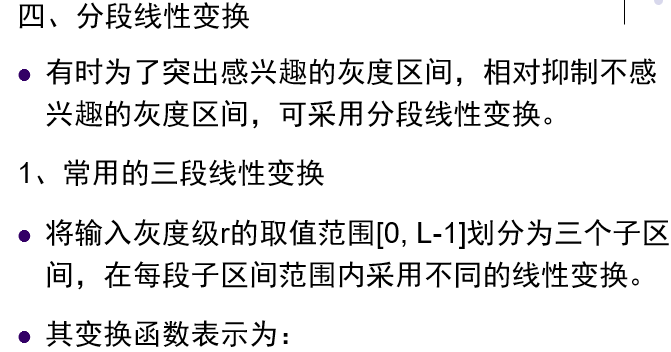 四、分段线性变换
● 有时为了突出感兴趣的灰度区间，相对抑制不感
兴趣的灰度区间，可采用分段线性变换。
1、常用的三段线性变换
● 将输入灰度级r的取值范围[0, L-1]划分为三个子区
间，在每段子区间范围内采用不同的线性变换。
● 其变换函数表示为：